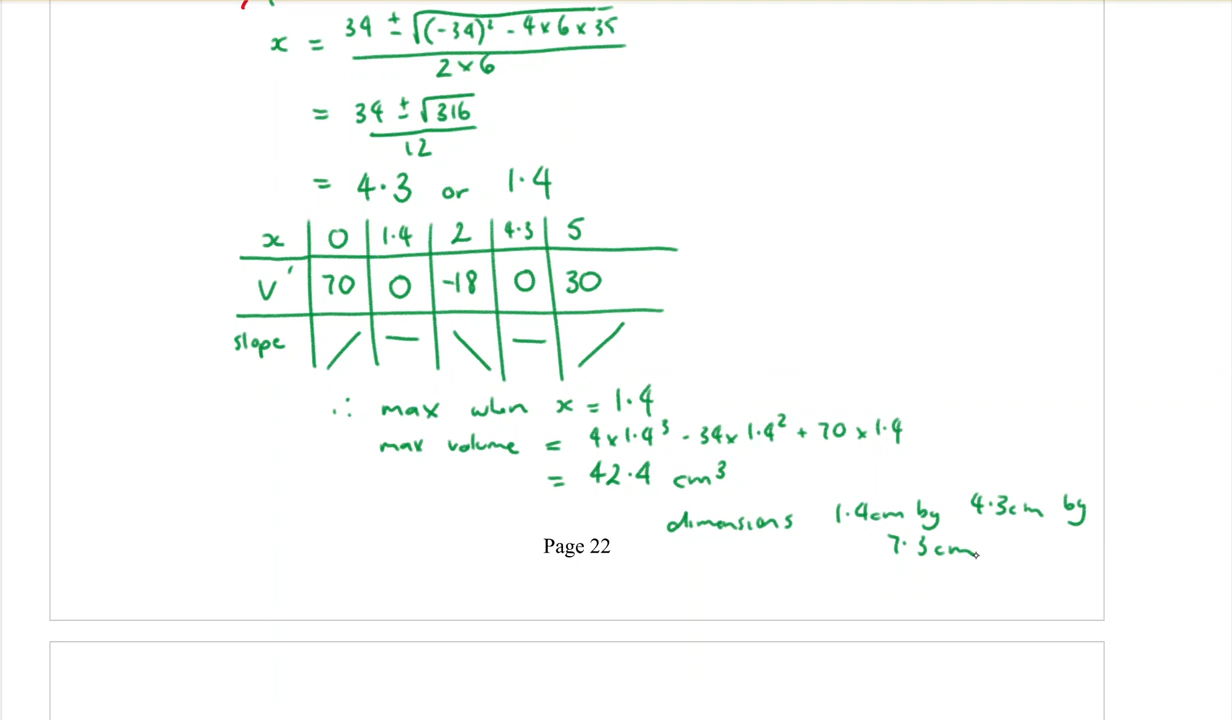 x = 34 ± √((-34)² - 4 × 6 × 35) / 2 × 6
= 34 ± √316 / 12
= 4.3 or 1.4
x | 0 | 1.4 | 2 | 4.3 | 5
V' | 70 | 0 | -18 | 0 | 30
slope | / | — | \ | — | /
∴ max when x = 1.4
max volume = 4 × 1.4³ - 34 × 1.4² + 70 × 1.4
= 42.4 cm³
dimensions 1.4cm by 4.3cm by
7.3cm
Page 22